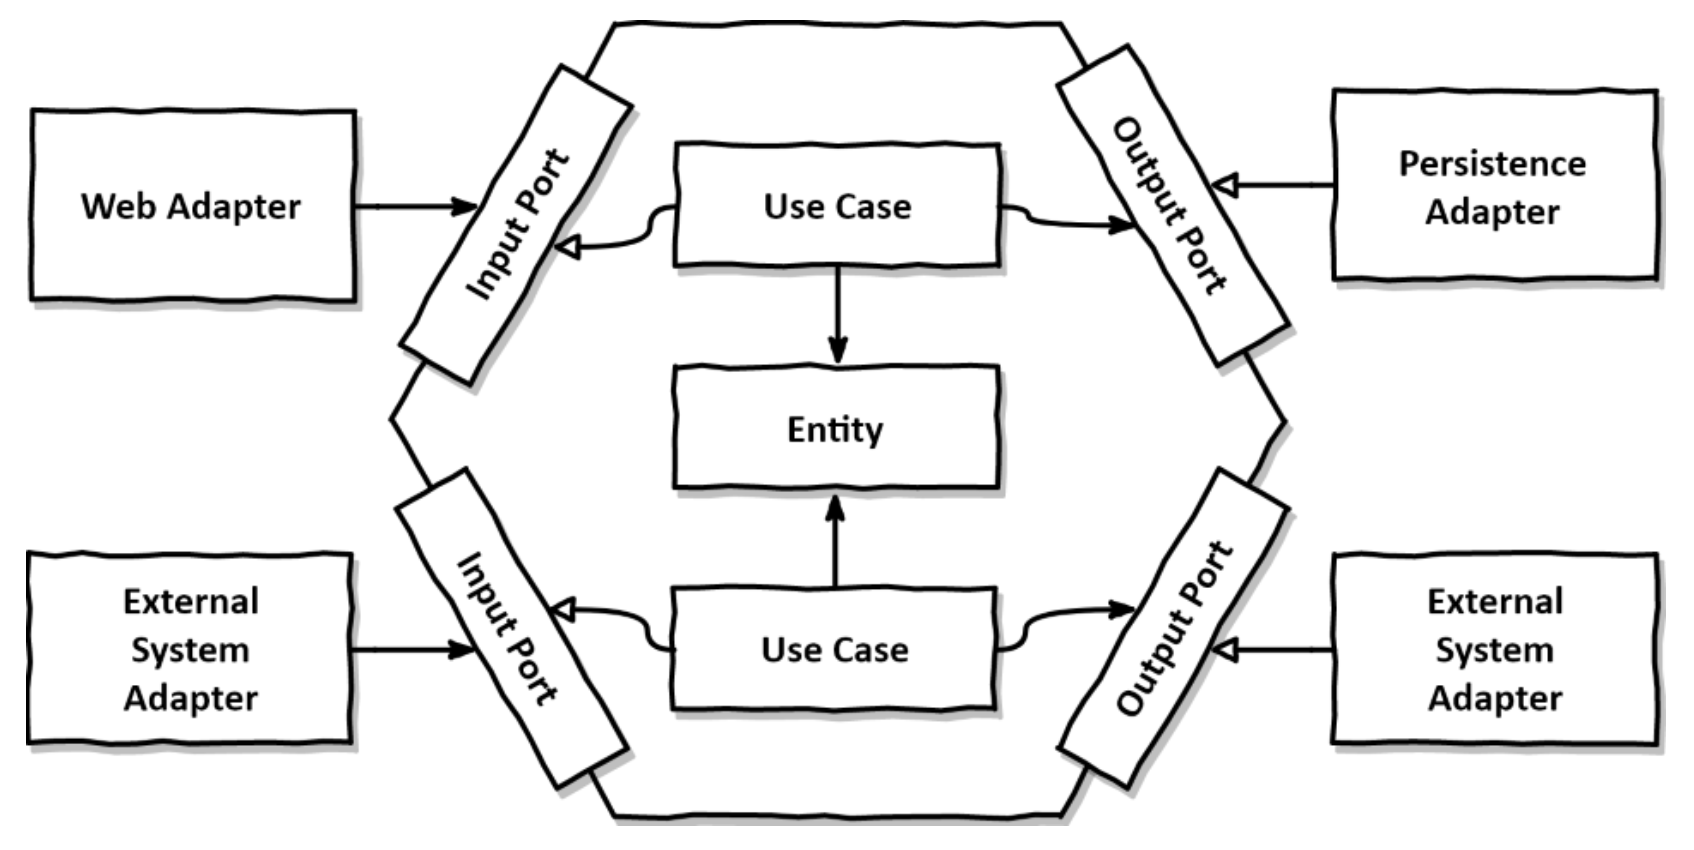 Web Adapter
Input Port
Use Case
Output Port
Persistence
Adapter
Entity
External
System
Adapter
Input Port
Use Case
Output Port
External
System
Adapter